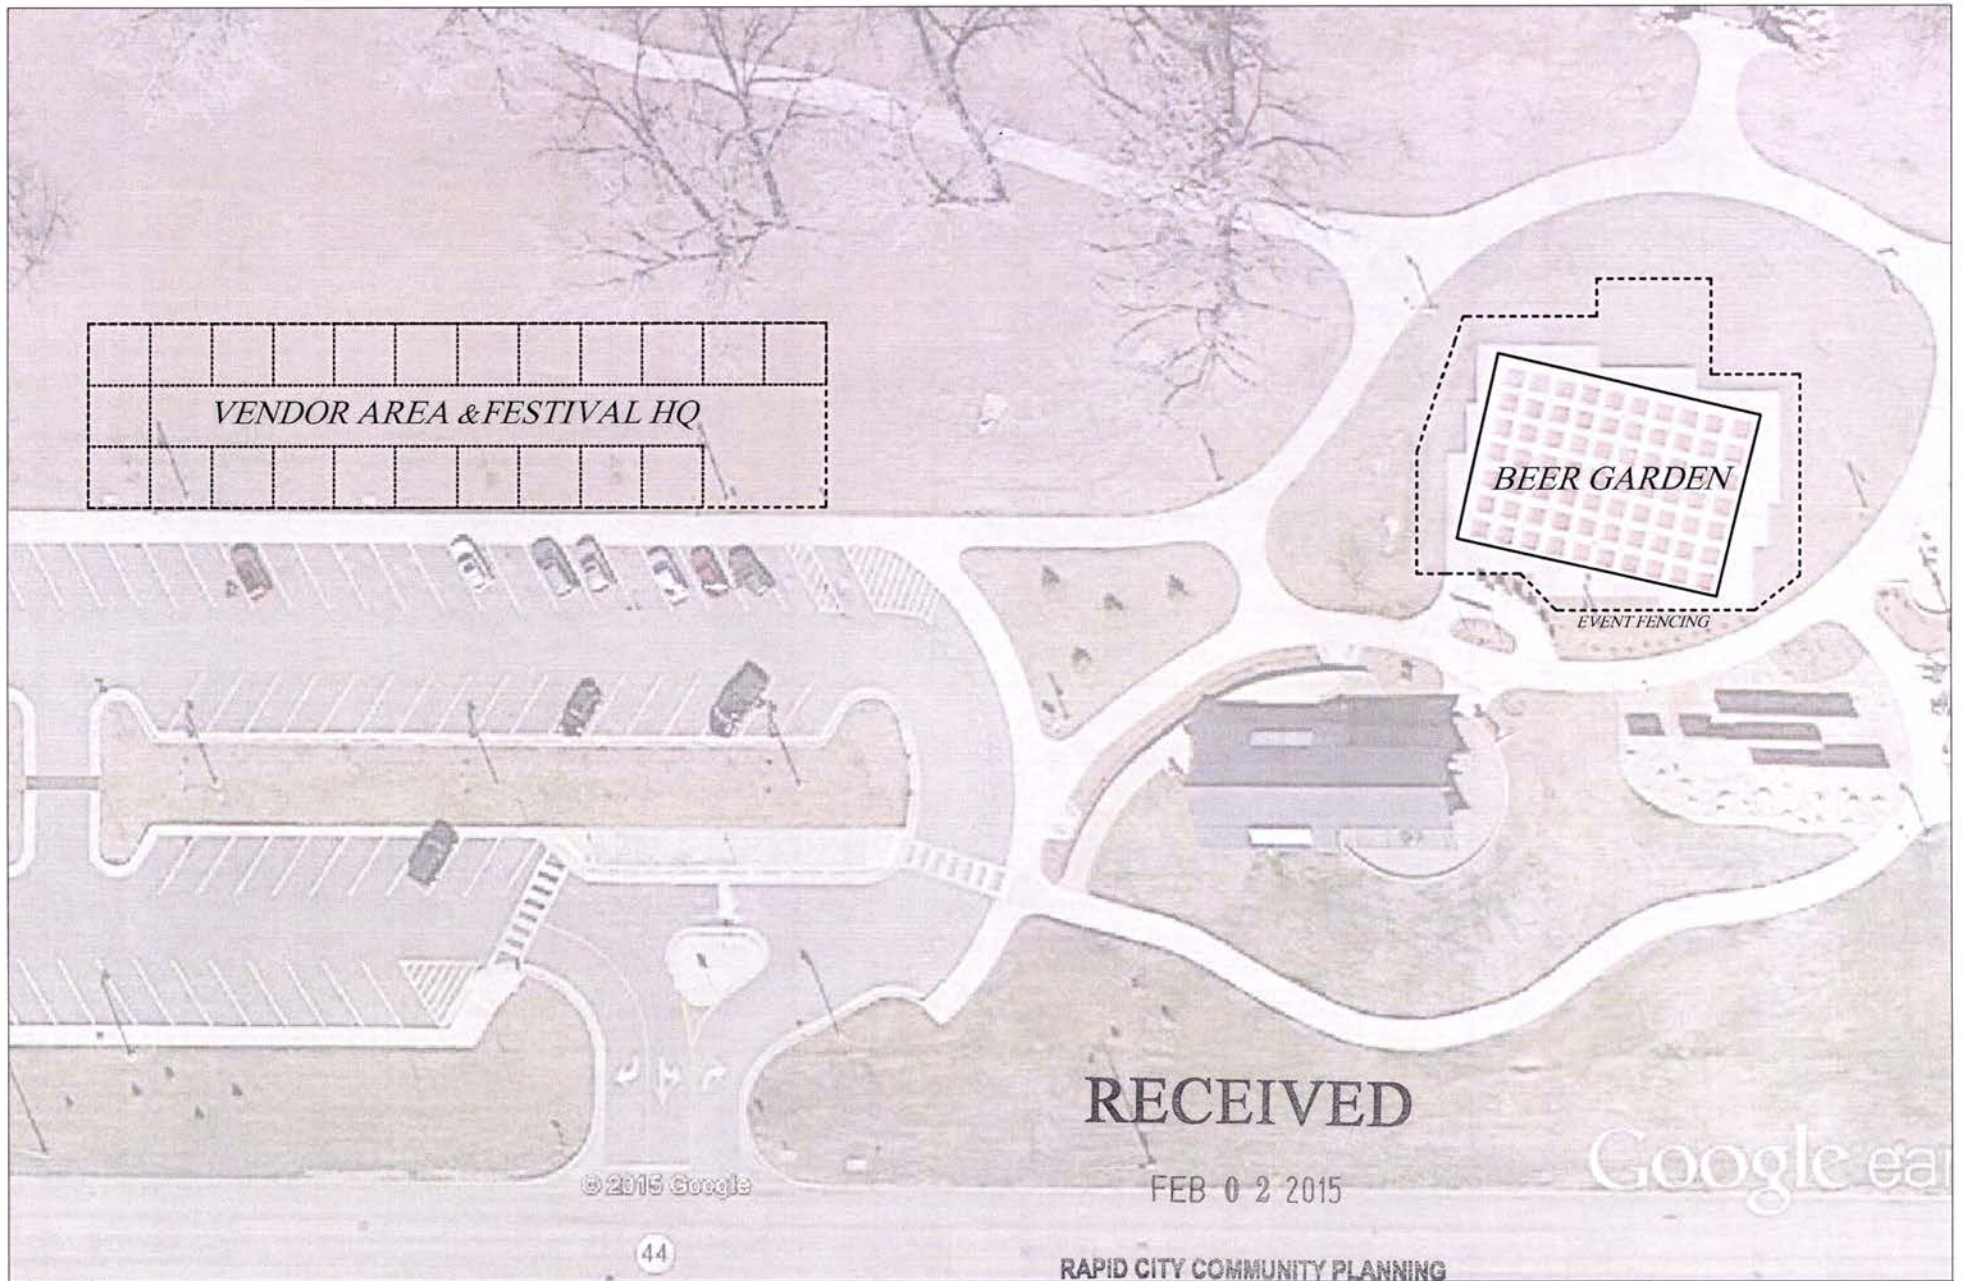 VENDOR AREA &FESTIVAL HQ
BEER GARDEN
EVENT FENCING
RECEIVED
FEB 0 2 2015
RAPID CITY COMMUNITY PLANNING
© 2015 Google
Google ear
44